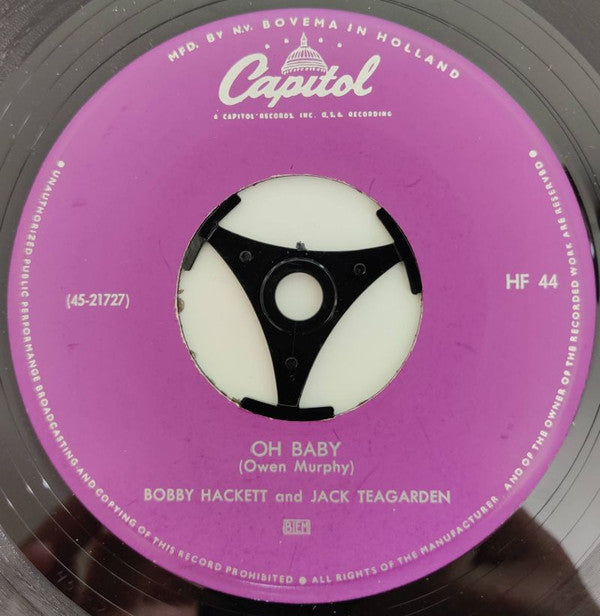 MFD. BY N.V. BOVEMA IN HOLLAND
Capitol
CAPITOL RECORDS INC. U.S.A. RECORDING
(45-21727)
HF 44
OH BABY
(Owen Murphy)
BOBBY HACKETT and JACK TEAGARDEN
BIEM
● UNAUTHORIZED PUBLIC PERFORMANCE BROADCASTING AND COPYING OF THIS RECORD PROHIBITED ● ALL RIGHTS OF THE MANUFACTURER AND OF THE OWNER OF THE RECORDED WORK ARE RESERVED ●